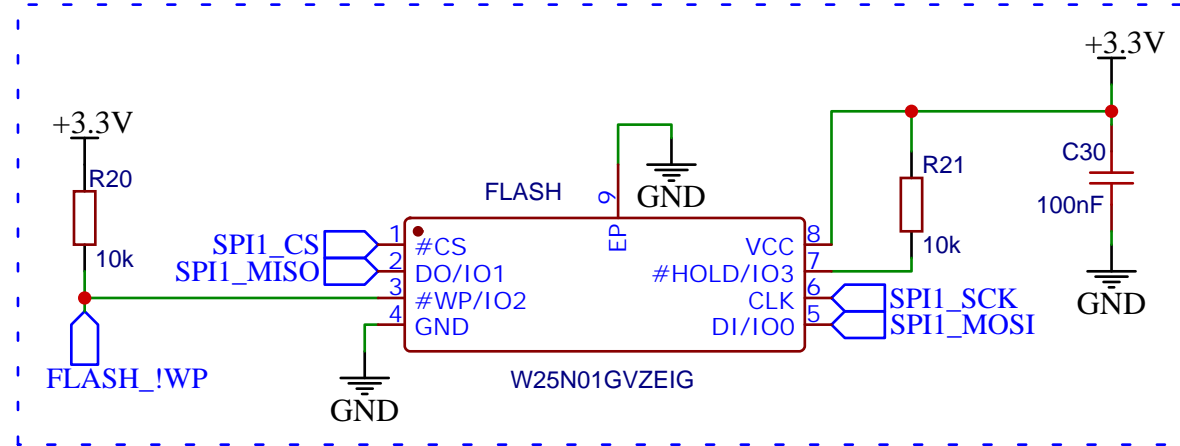 +3.3V
+3.3V
R20
10k
FLASH
9
EP
GND
R21
10k
C30
100nF
GND
SPI1_CS
1
#CS
SPI1_MISO
2
DO/IO1
3
#WP/IO2
4
GND
VCC
8
#HOLD/IO3
7
CLK
6
SPI1_SCK
DI/IO0
5
SPI1_MOSI
FLASH_!WP
GND
W25N01GVZEIG